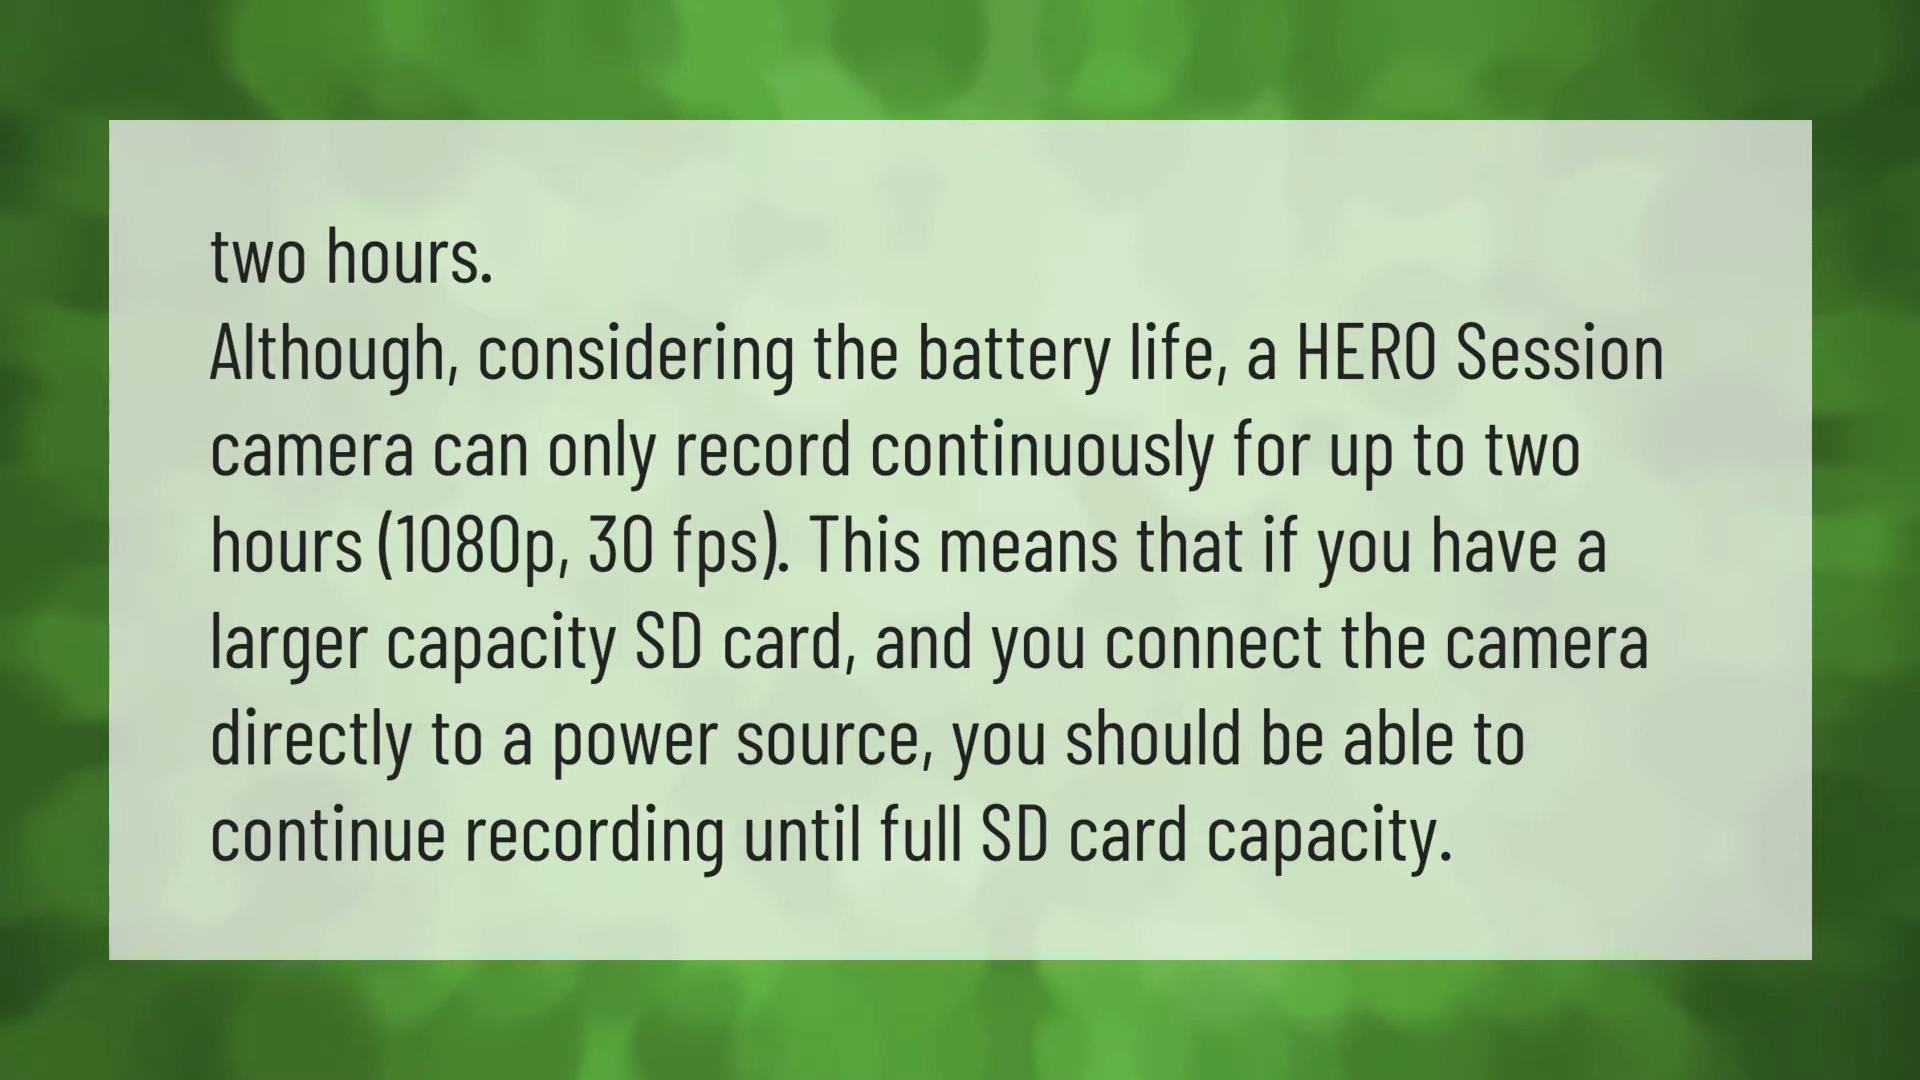 two hours.
Although, considering the battery life, a HERO Session
camera can only record continuously for up to two
hours (1080p, 30 fps). This means that if you have a
larger capacity SD card, and you connect the camera
directly to a power source, you should be able to
continue recording until full SD card capacity.